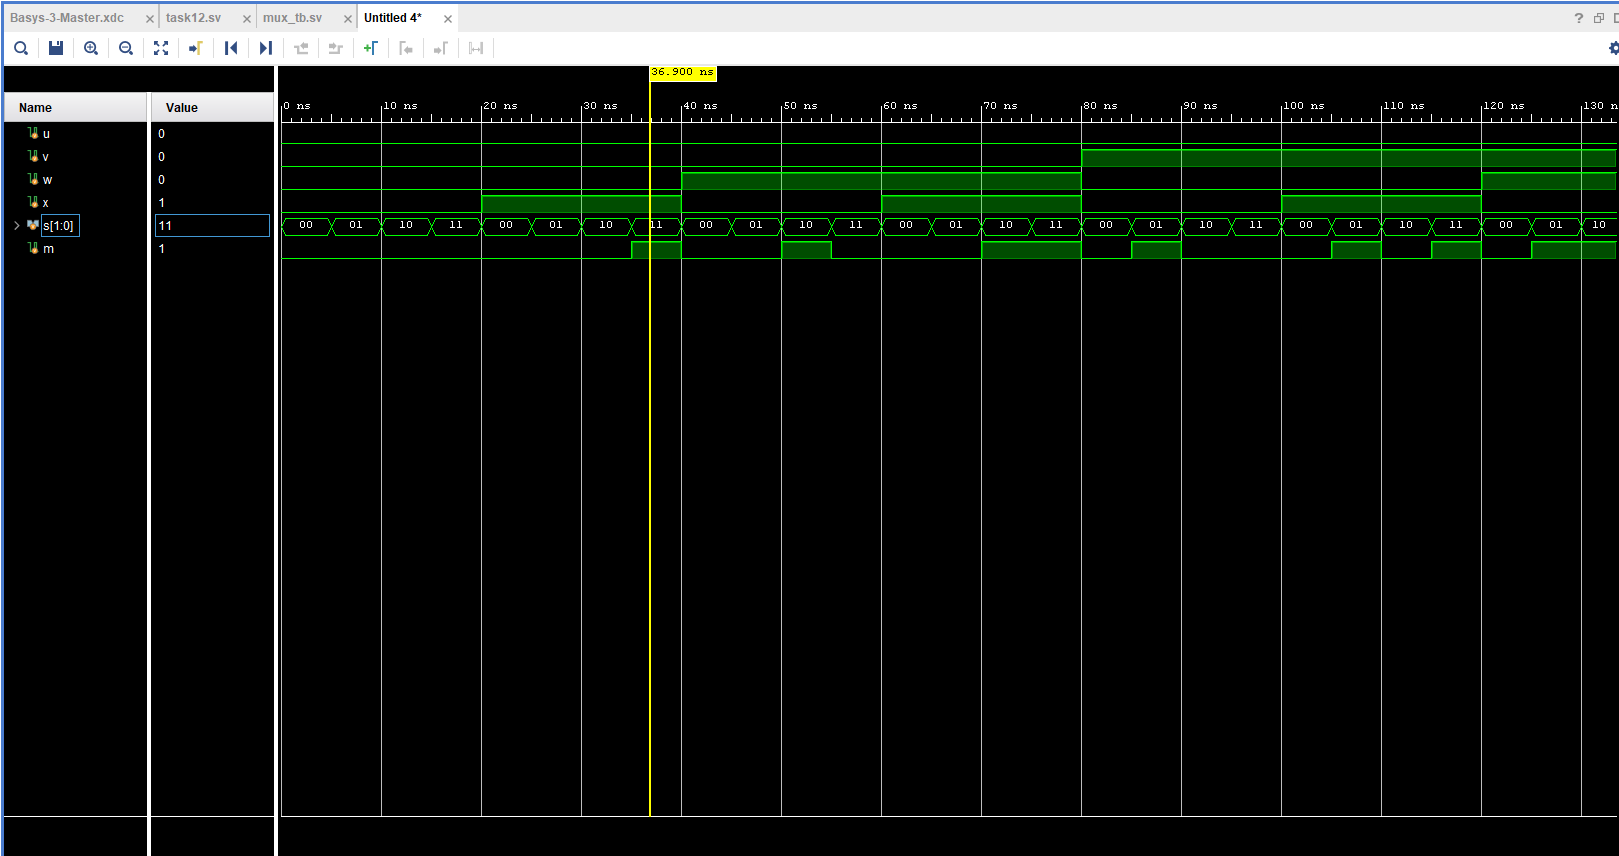 Basys-3-Master.xdc × task12.sv × mux_tb.sv × Untitled 4* ×
?
36.900 ns
Name Value
0 ns 10 ns 20 ns 30 ns 40 ns 50 ns 60 ns 70 ns 80 ns 90 ns 100 ns 110 ns 120 ns 130 n
u 0
v 0
w 0
x 1
s[1:0] 11 00 01 10 11 00 01 10 11 00 01 10 11 00 01 10 11 00 01 10 11 00 01 10 11 00 01 10
m 1